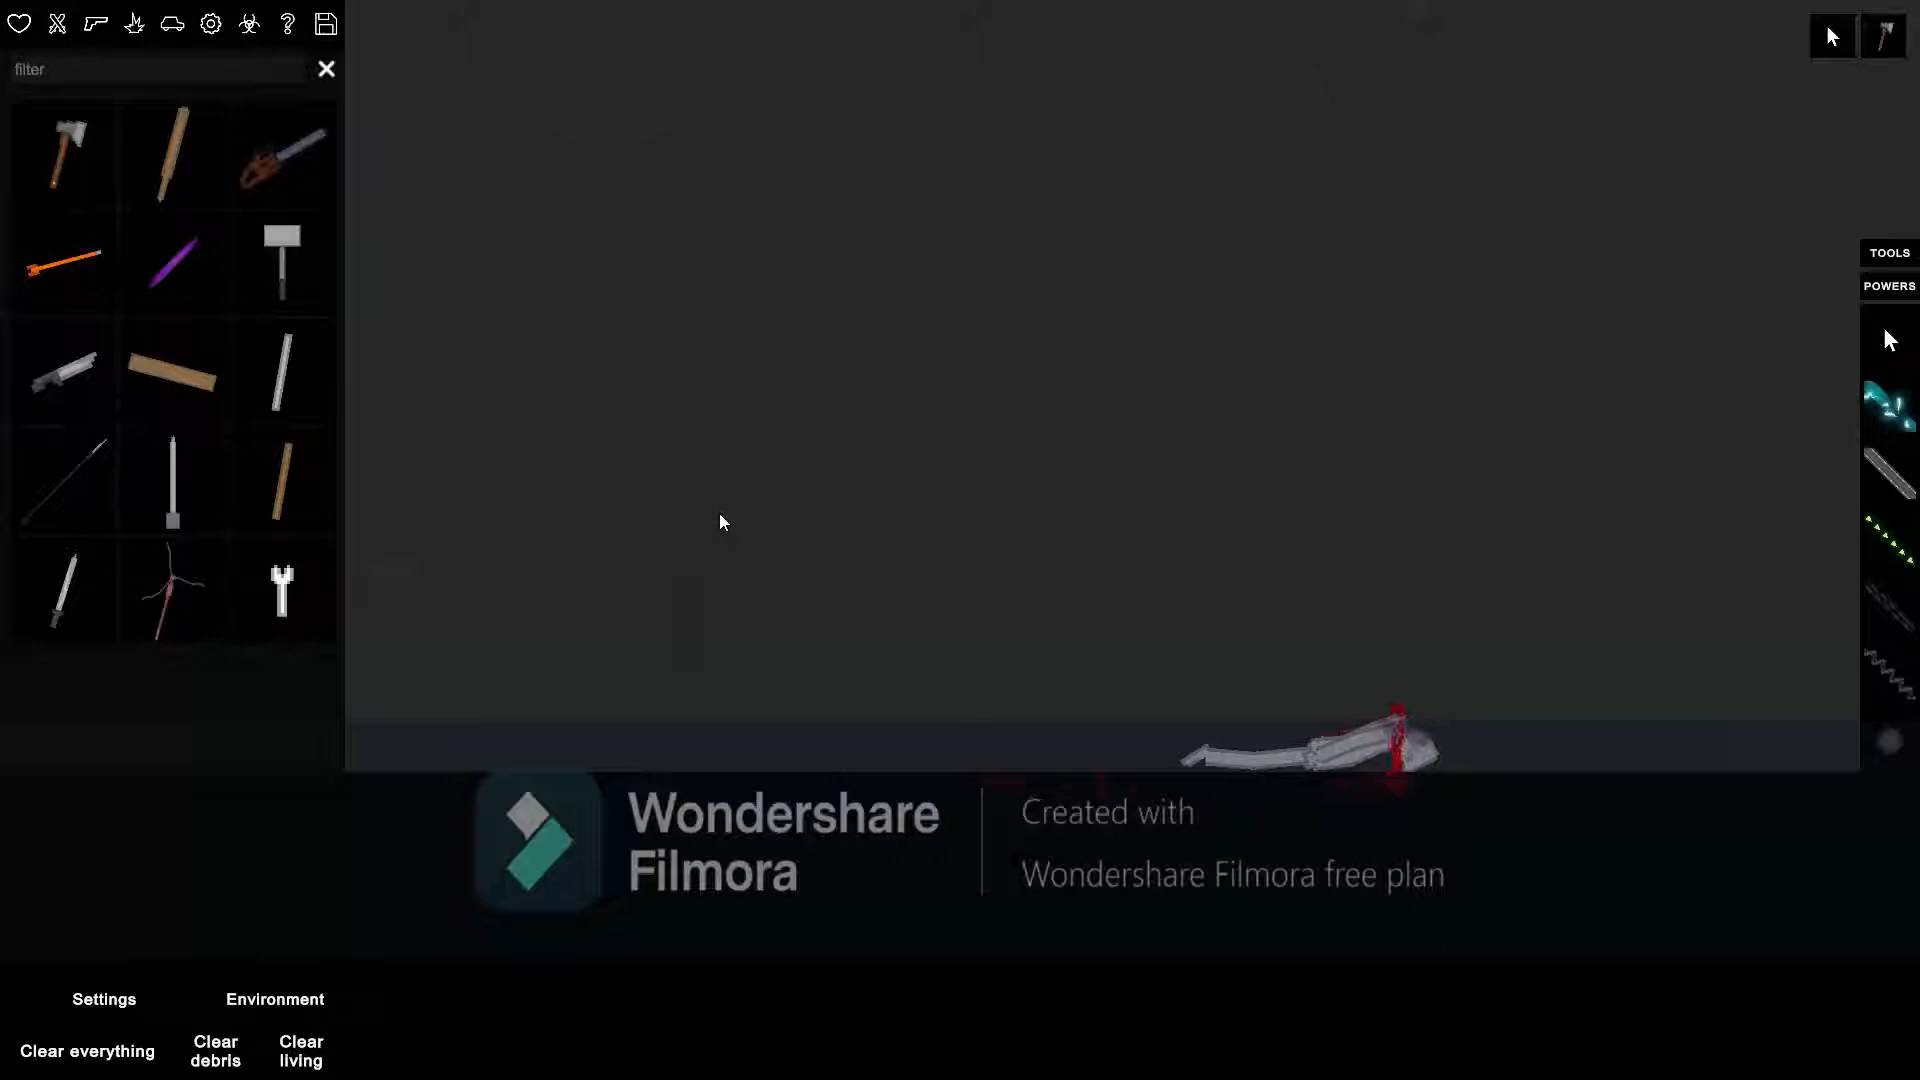 filter
TOOLS
POWERS
Wondershare
Filmora
Created with
Wondershare Filmora free plan
Settings
Environment
Clear everything
Clear
debris
Clear
living